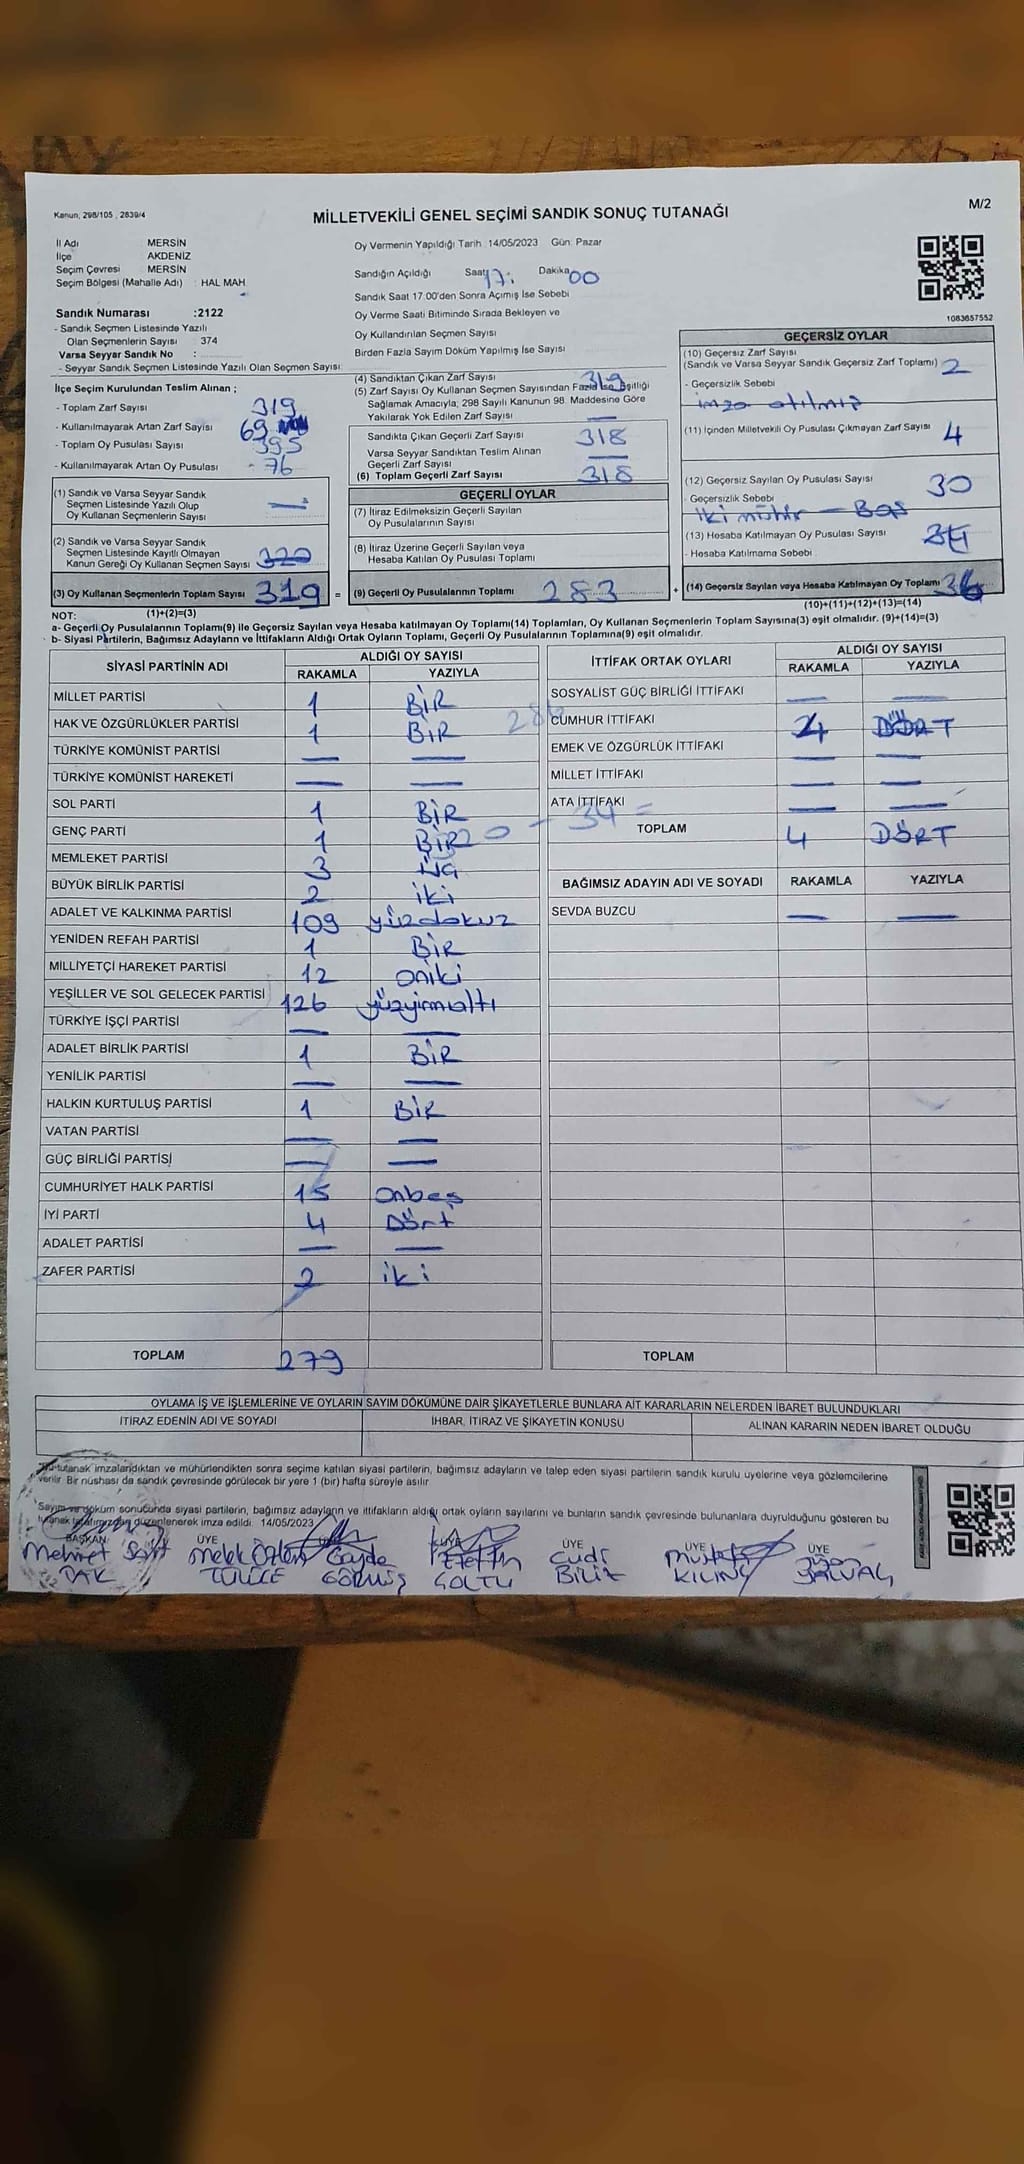 Kanun, 298/105 , 2839/4
MİLLETVEKİLİ GENEL SEÇİMİ SANDIK SONUÇ TUTANAĞI
M/2
İl Adı MERSİN
İlçe AKDENİZ
Seçim Çevresi MERSİN
Seçim Bölgesi (Mahalle Adı) : HAL MAH
Sandık Numarası :2122
- Sandık Seçmen Listesinde Yazılı
Olan Seçmenlerin Sayısı 374
Varsa Seyyar Sandık No :
- Seyyar Sandık Seçmen Listesinde Yazılı Olan Seçmen Sayısı:
Oy Vermenin Yapıldığı Tarih : 14/05/2023 Gün: Pazar
Sandığın Açıldığı Saat 17: Dakika 00
Sandık Saat 17:00'den Sonra Açımış İse Sebebi
Oy Verme Saati Bitiminde Sırada Bekleyen ve
Oy Kullandırılan Seçmen Sayısı
Birden Fazla Sayım Döküm Yapılmış İse Sayısı
1083657552
İlçe Seçim Kurulundan Teslim Alınan ;
- Toplam Zarf Sayısı 319
- Kullanılmayarak Artan Zarf Sayısı 69
- Toplam Oy Pusulası Sayısı 395
- Kullanılmayarak Artan Oy Pusulası - 76
(1) Sandık ve Varsa Seyyar Sandık
Seçmen Listesinde Yazılı Olup
Oy Kullanan Seçmenlerin Sayısı —
(2) Sandık ve Varsa Seyyar Sandık
Seçmen Listesinde Kayıtlı Olmayan
Kanun Gereği Oy Kullanan Seçmen Sayısı 320
(3) Oy Kullanan Seçmenlerin Toplam Sayısı 319 =
(1)+(2)=(3)
(4) Sandıktan Çıkan Zarf Sayısı 319
(5) Zarf Sayısı Oy Kullanan Seçmen Sayısından Fazla İse Eşitliği
Sağlamak Amacıyla; 298 Sayılı Kanunun 98. Maddesine Göre
Yakılarak Yok Edilen Zarf Sayısı —
Sandıkta Çıkan Geçerli Zarf Sayısı 318
Varsa Seyyar Sandıktan Teslim Alınan
Geçerli Zarf Sayısı —
(6) Toplam Geçerli Zarf Sayısı 318
GEÇERLİ OYLAR
(7) İtiraz Edilmeksizin Geçerli Sayılan
Oy Pusulalarının Sayısı
(8) İtiraz Üzerine Geçerli Sayılan veya
Hesaba Katılan Oy Pusulası Toplamı
(9) Geçerli Oy Pusulalarının Toplamı 283 +
GEÇERSİZ OYLAR
(10) Geçersiz Zarf Sayısı
(Sandık ve Varsa Seyyar Sandık Geçersiz Zarf Toplamı) 2
- Geçersizlik Sebebi
imza atılmış
(11) İçinden Milletvekili Oy Pusulası Çıkmayan Zarf Sayısı 4
(12) Geçersiz Sayılan Oy Pusulası Sayısı 30
Geçersizlik Sebebi
iki mühür — Boş
(13) Hesaba Katılmayan Oy Pusulası Sayısı
- Hesaba Katılmama Sebebi
(14) Geçersiz Sayılan veya Hesaba Katılmayan Oy Toplamı 36
(10)+(11)+(12)+(13)=(14)
NOT:
a- Geçerli Oy Pusulalarının Toplamı(9) ile Geçersiz Sayılan veya Hesaba katılmayan Oy Toplamı(14) Toplamları, Oy Kullanan Seçmenlerin Toplam Sayısına(3) eşit olmalıdır. (9)+(14)=(3)
b- Siyasi Partilerin, Bağımsız Adayların ve İttifakların Aldığı Ortak Oyların Toplamı, Geçerli Oy Pusulalarının Toplamına(9) eşit olmalıdır.
SİYASİ PARTİNİN ADI ALDIĞI OY SAYISI
RAKAMLA YAZIYLA
MİLLET PARTİSİ 1 BİR
HAK VE ÖZGÜRLÜKLER PARTİSİ 1 BİR
TÜRKİYE KOMÜNİST PARTİSİ — —
TÜRKİYE KOMÜNİST HAREKETİ — —
SOL PARTİ 1 BİR
GENÇ PARTİ 1 BİR
MEMLEKET PARTİSİ 3 ÜÇ
BÜYÜK BİRLİK PARTİSİ 2 iki
ADALET VE KALKINMA PARTİSİ 109 yüzdokuz
YENİDEN REFAH PARTİSİ 1 BİR
MİLLİYETÇİ HAREKET PARTİSİ 12 oniki
YEŞİLLER VE SOL GELECEK PARTİSİ 126 yüzyirmialtı
TÜRKİYE İŞÇİ PARTİSİ — —
ADALET BİRLİK PARTİSİ 1 BİR
YENİLİK PARTİSİ — —
HALKIN KURTULUŞ PARTİSİ 1 BİR
VATAN PARTİSİ — —
GÜÇ BİRLİĞİ PARTİSİ — —
CUMHURİYET HALK PARTİSİ 15 onbeş
İYİ PARTİ 4 Dört
ADALET PARTİSİ — —
ZAFER PARTİSİ 2 iki
TOPLAM 279
İTTİFAK ORTAK OYLARI ALDIĞI OY SAYISI
RAKAMLA YAZIYLA
SOSYALİST GÜÇ BİRLİĞİ İTTİFAKI — —
CUMHUR İTTİFAKI 4 DÖRT
EMEK VE ÖZGÜRLÜK İTTİFAKI — —
MİLLET İTTİFAKI — —
ATA İTTİFAKI — —
- 34 =
TOPLAM 4 DÖRT
BAĞIMSIZ ADAYIN ADI VE SOYADI RAKAMLA YAZIYLA
SEVDA BUZCU — —
TOPLAM
OYLAMA İŞ VE İŞLEMLERİNE VE OYLARIN SAYIM DÖKÜMÜNE DAİR ŞİKAYETLERLE BUNLARA AİT KARARLARIN NELERDEN İBARET BULUNDUKLARI
İTİRAZ EDENİN ADI VE SOYADI İHBAR, İTİRAZ VE ŞİKAYETİN KONUSU ALINAN KARARIN NEDEN İBARET OLDUĞU
tutanak imzalandıktan ve mühürlendikten sonra seçime katılan siyasi partilerin, bağımsız adayların ve talep eden siyasi partilerin sandık kurulu üyelerine veya gözlemcilerine
verilir. Bir nüshası da sandık çevresinde görülecek bir yere 1 (bir) hafta süreyle asılır.
Sayım ve döküm sonucunda siyasi partilerin, bağımsız adayların ve ittifakların aldığı ortak oyların sayılarını ve bunların sandık çevresinde bulunanlara duyrulduğunu gösteren bu
tutanak tarafımızdan düzenlenerek imza edildi. 14/05/2023
BAŞKAN ÜYE ÜYE ÜYE ÜYE ÜYE
Mehmet Melek Özlem Cudi Mustafa
GÖRMÜŞ KILINÇ